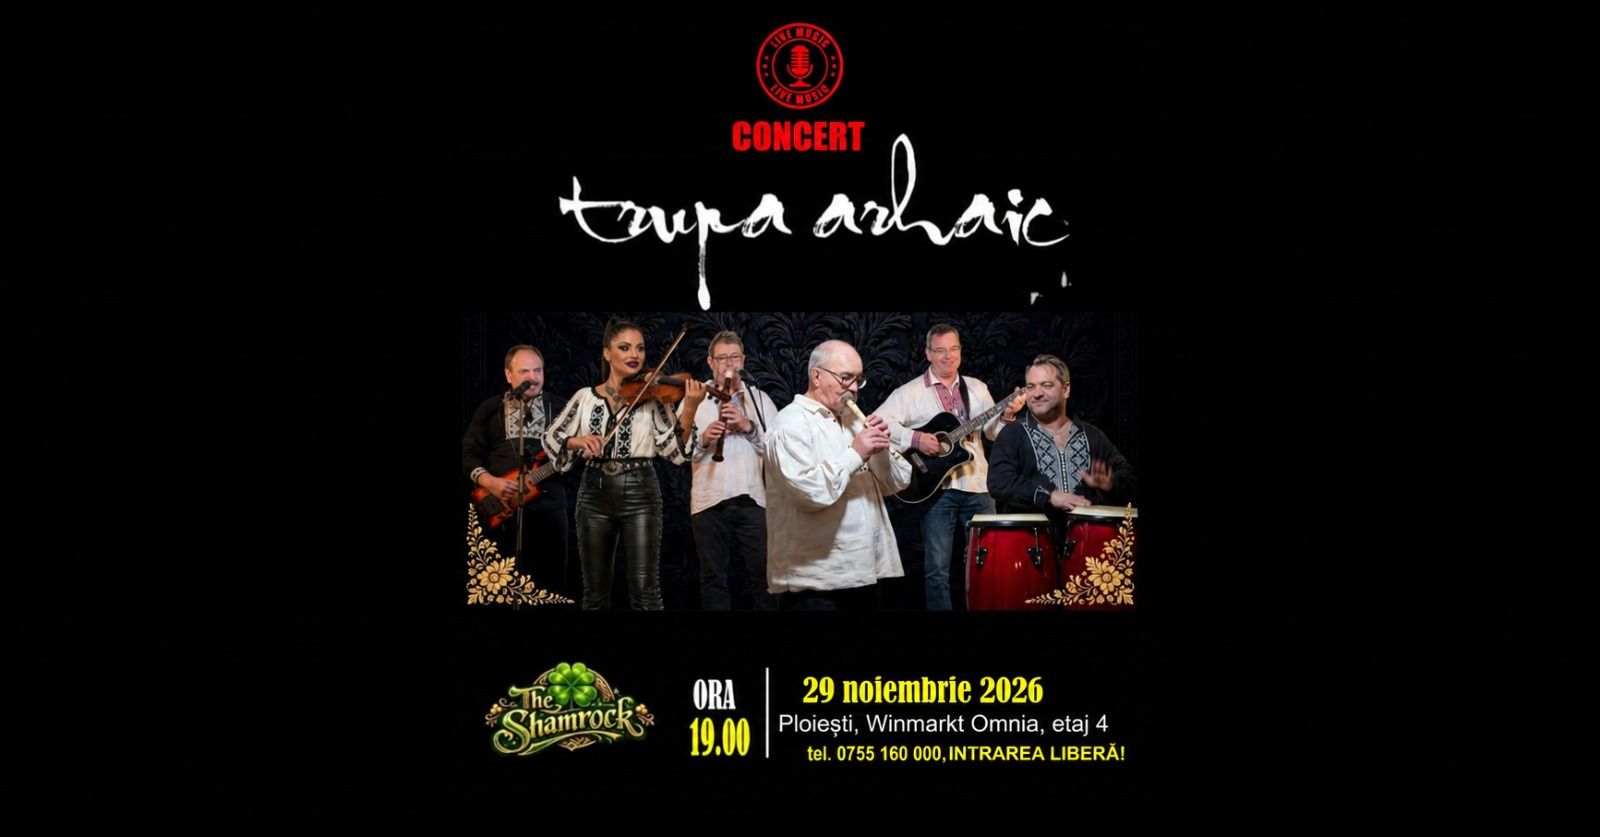 LIVE MUSIC
LIVE MUSIC
CONCERT
trupa arhaic
The
Shamrock
ORA
19.00
29 noiembrie 2026
Ploiești, Winmarkt Omnia, etaj 4
tel. 0755 160 000, INTRAREA LIBERĂ!